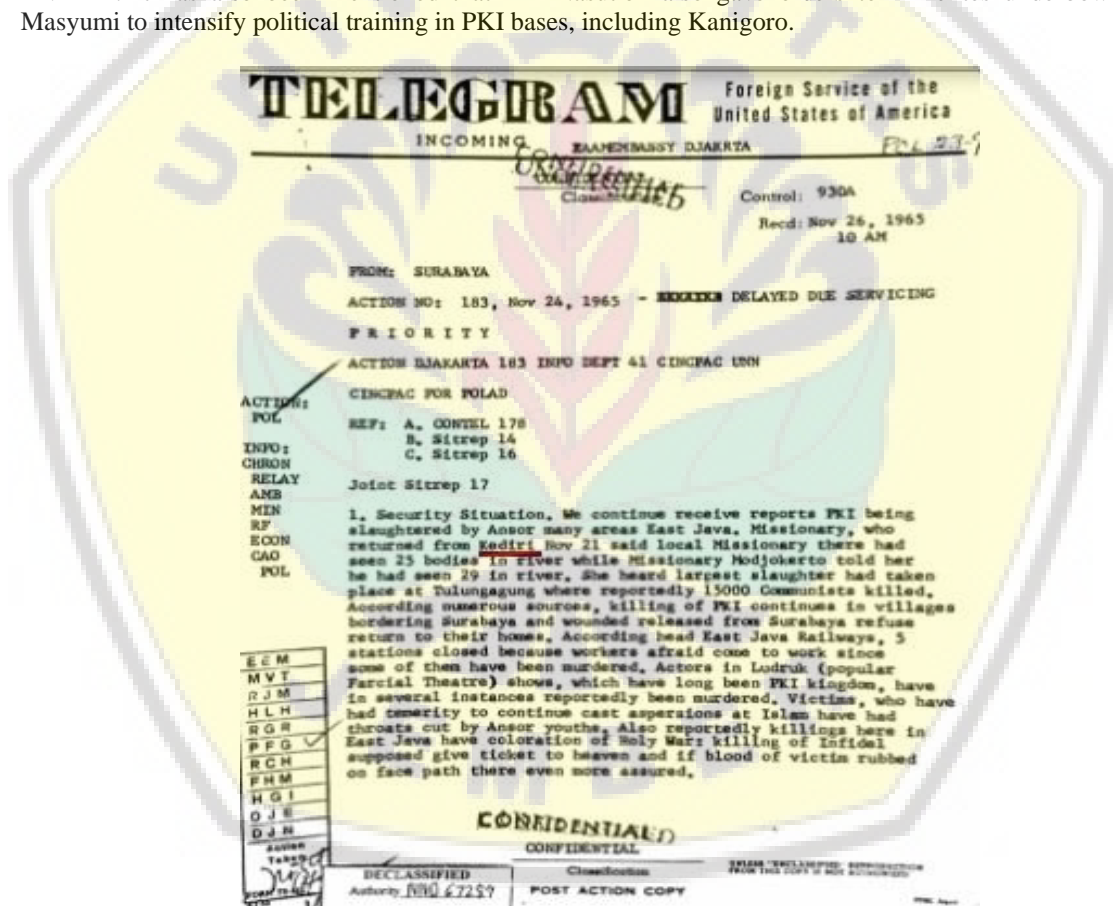 Masyumi to intensify political training in PKI bases, including Kanigoro.
TELEGRAM
Foreign Service of the
United States of America
INCOMING
EAAMEMBASSY DJAKRTA
CONFIDENTIAL
Control: 930A
Recd: Nov 26, 1965
10 AM
FROM: SURABAYA
ACTION NO: 183, Nov 24, 1965 - DELAYED DUE SERVICING
PRIORITY
ACTION DJAKARTA 183 INFO DEPT 41 CINCPAC UNN
CINCPAC FOR POLAD
REF: A. CONTEL 178
B. Sitrep 14
C. Sitrep 16
Joint Sitrep 17
ACTION:
POL
INFO:
CHRON
RELAY
AMB
MIN
RF
ECON
CAO
POL
1. Security Situation. We continue receive reports PKI being
slaughtered by Ansor many areas East Java. Missionary, who
returned from Kediri Nov 21 said local Missionary there had
seen 25 bodies in river while Missionary Modjokerto told her
he had seen 29 in river. She heard largest slaughter had taken
place at Tulungagung where reportedly 15000 Communists killed.
According numerous sources, killing of PKI continues in villages
bordering Surabaya and wounded released from Surabaya refuse
return to their homes. According head East Java Railways, 5
stations closed because workers afraid come to work since
some of them have been murdered. Actors in Ludruk (popular
Farcial Theatre) shows, which have long been PKI kingdom, have
in several instances reportedly been murdered. Victims, who have
had temerity to continue cast aspersions at Islam have had
throats cut by Ansor youths. Also reportedly killings here in
East Java have coloration of Holy War: killing of Infidel
supposed give ticket to heaven and if blood of victim rubbed
on face path there even more assured.
EEM
MVT
RJM
HLH
RGR
PFG
RCH
FHM
HGI
OJE
DJN
Action
Taken
CONFIDENTIAL
CONFIDENTIAL
Classification
DECLASSIFIED
Authority NND 67289
POST ACTION COPY